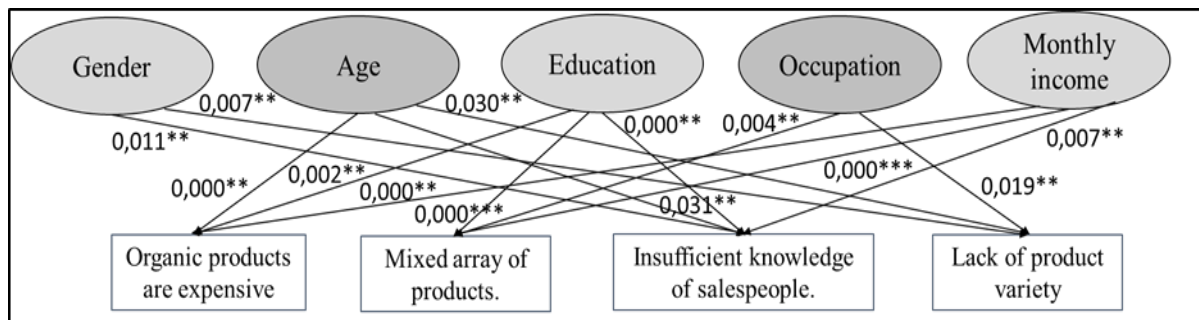 Gender
Age
Education
Occupation
Monthly
income
0,007**
0,030**
0,000**
0,004**
0,011**
0,007**
0,000**
0,002**
0,000**
0,000***
0,031**
0,000***
0,019**
Organic products
are expensive
Mixed array of
products.
Insufficient knowledge
of salespeople.
Lack of product
variety